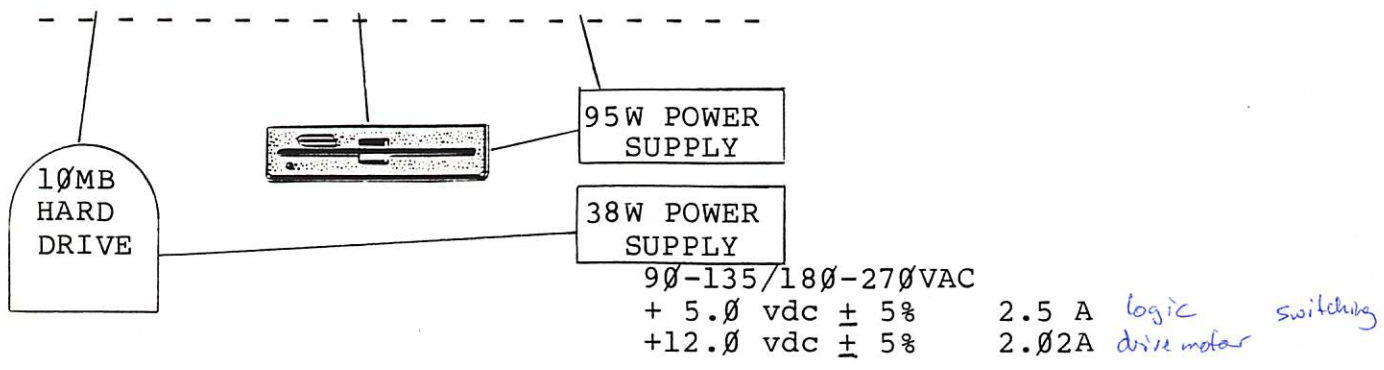 95W POWER
SUPPLY
10MB
HARD
DRIVE
38W POWER
SUPPLY
90-135/180-270VAC
+ 5.0 vdc ± 5% 2.5 A logic switching
+12.0 vdc ± 5% 2.02A drive motor